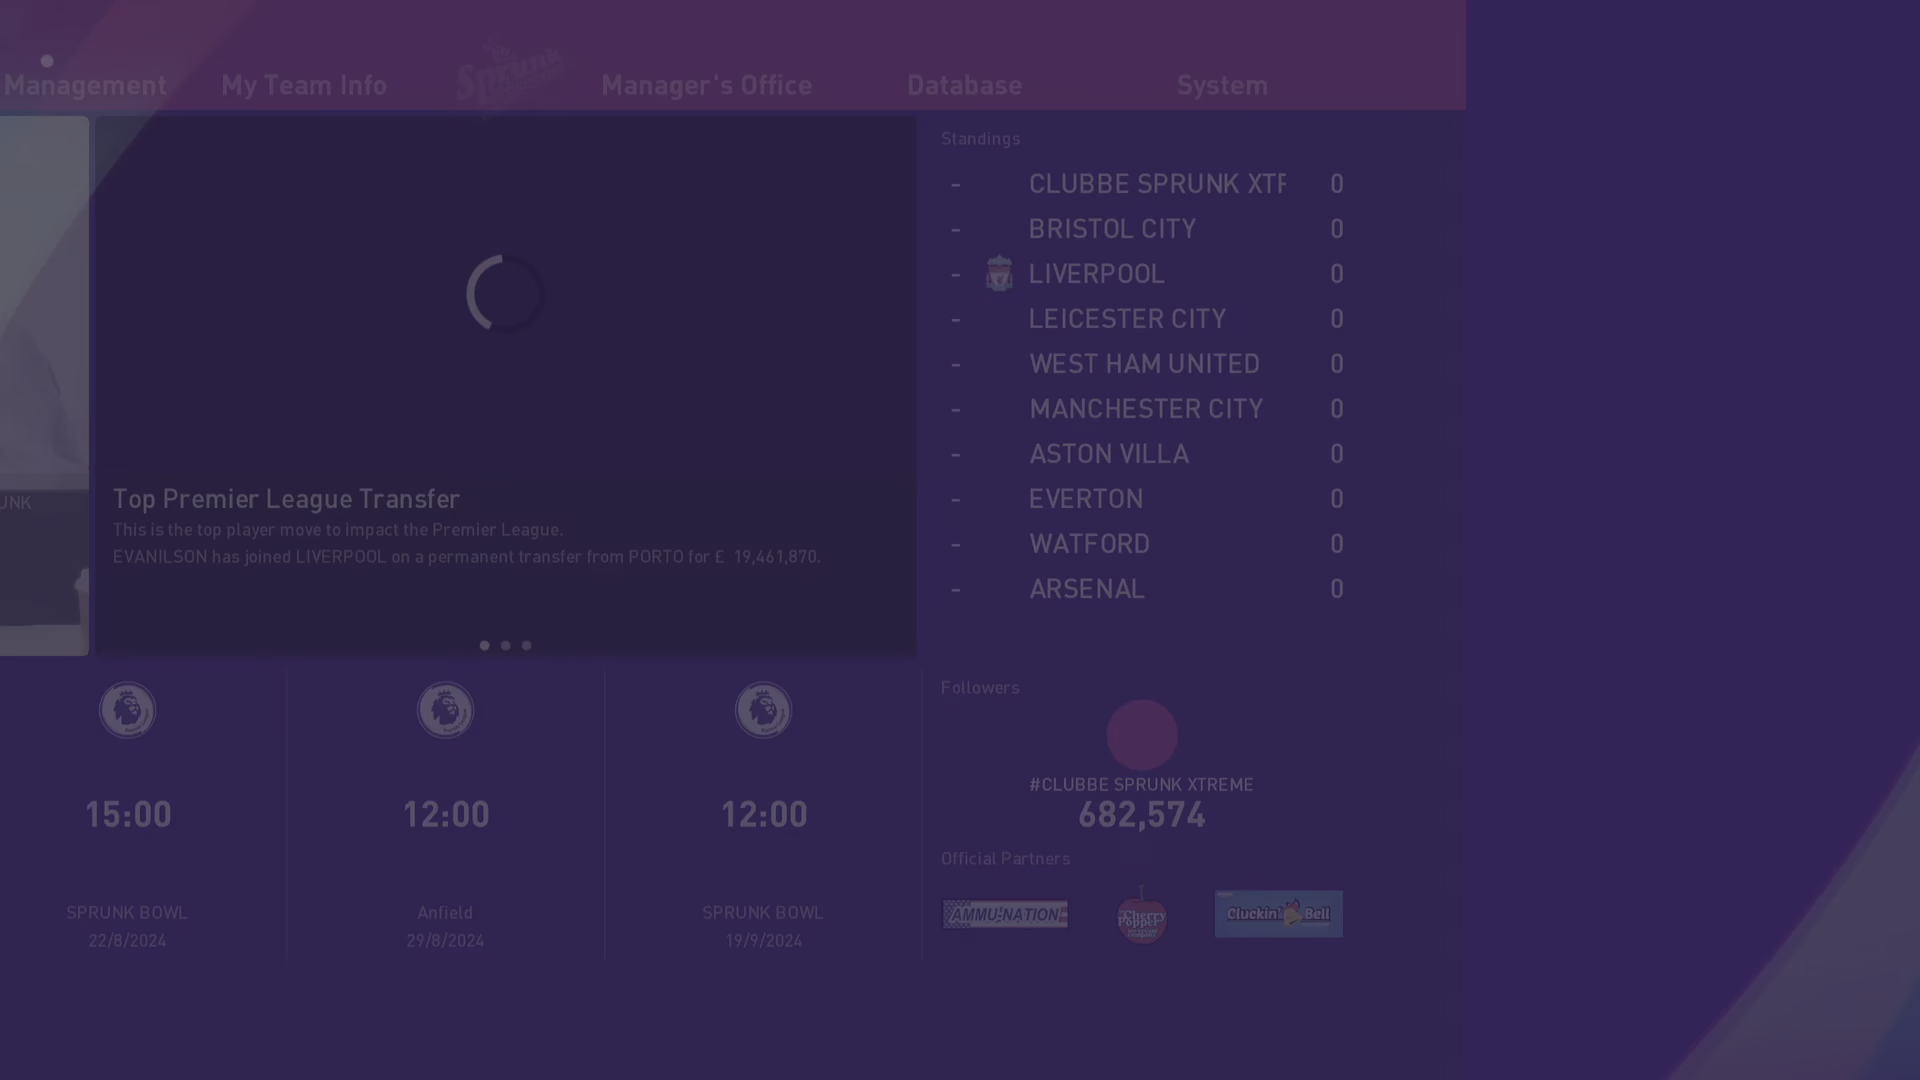 Management
My Team Info
Sprunk
Manager's Office
Database
System
Standings
- CLUBBE SPRUNK XTR 0
- BRISTOL CITY 0
- LIVERPOOL 0
- LEICESTER CITY 0
- WEST HAM UNITED 0
- MANCHESTER CITY 0
- ASTON VILLA 0
- EVERTON 0
- WATFORD 0
- ARSENAL 0
UNK
Top Premier League Transfer
This is the top player move to impact the Premier League.
EVANILSON has joined LIVERPOOL on a permanent transfer from PORTO for £ 19,461,870.
15:00
SPRUNK BOWL
22/8/2024
12:00
Anfield
29/8/2024
12:00
SPRUNK BOWL
19/9/2024
Followers
#CLUBBE SPRUNK XTREME
682,574
Official Partners
AMMU-NATION
Cherry
Popper
Cluckin' Bell